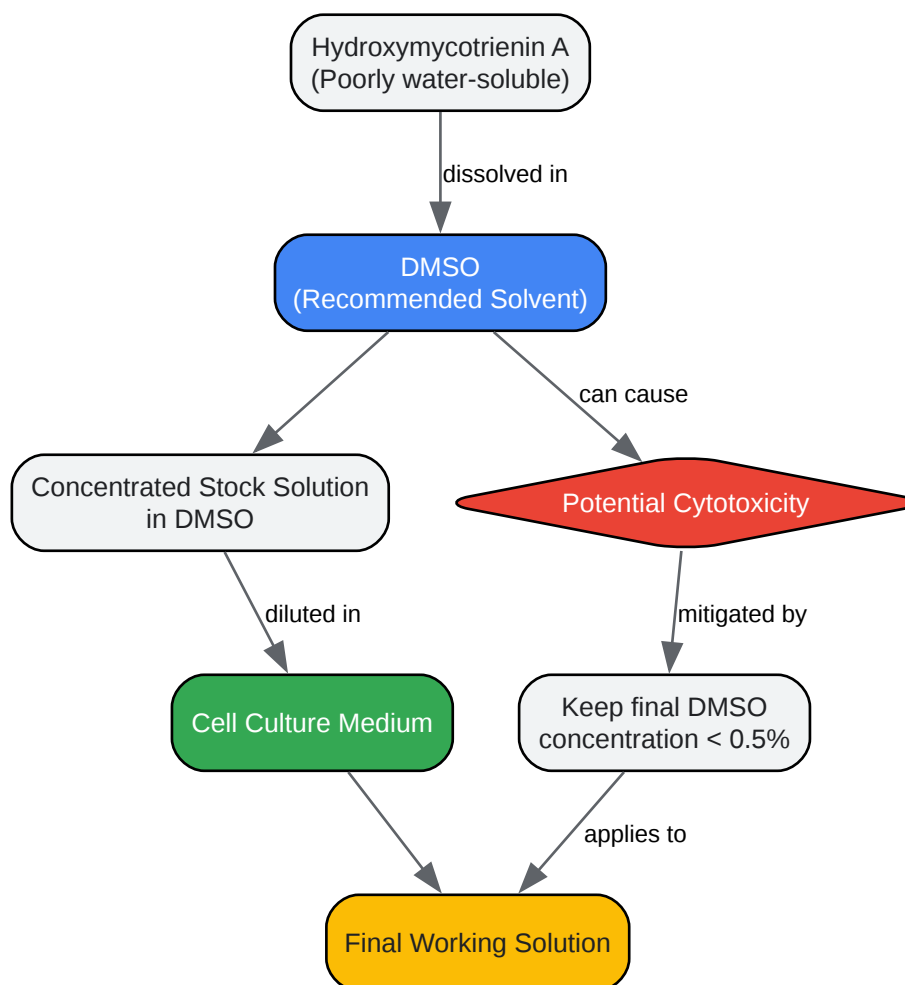 Hydroxymycotrienin A
(Poorly water-soluble)
dissolved in
DMSO
(Recommended Solvent)
can cause
Concentrated Stock Solution
in DMSO
Potential Cytotoxicity
diluted in
mitigated by
Cell Culture Medium
Keep final DMSO
concentration < 0.5%
applies to
Final Working Solution